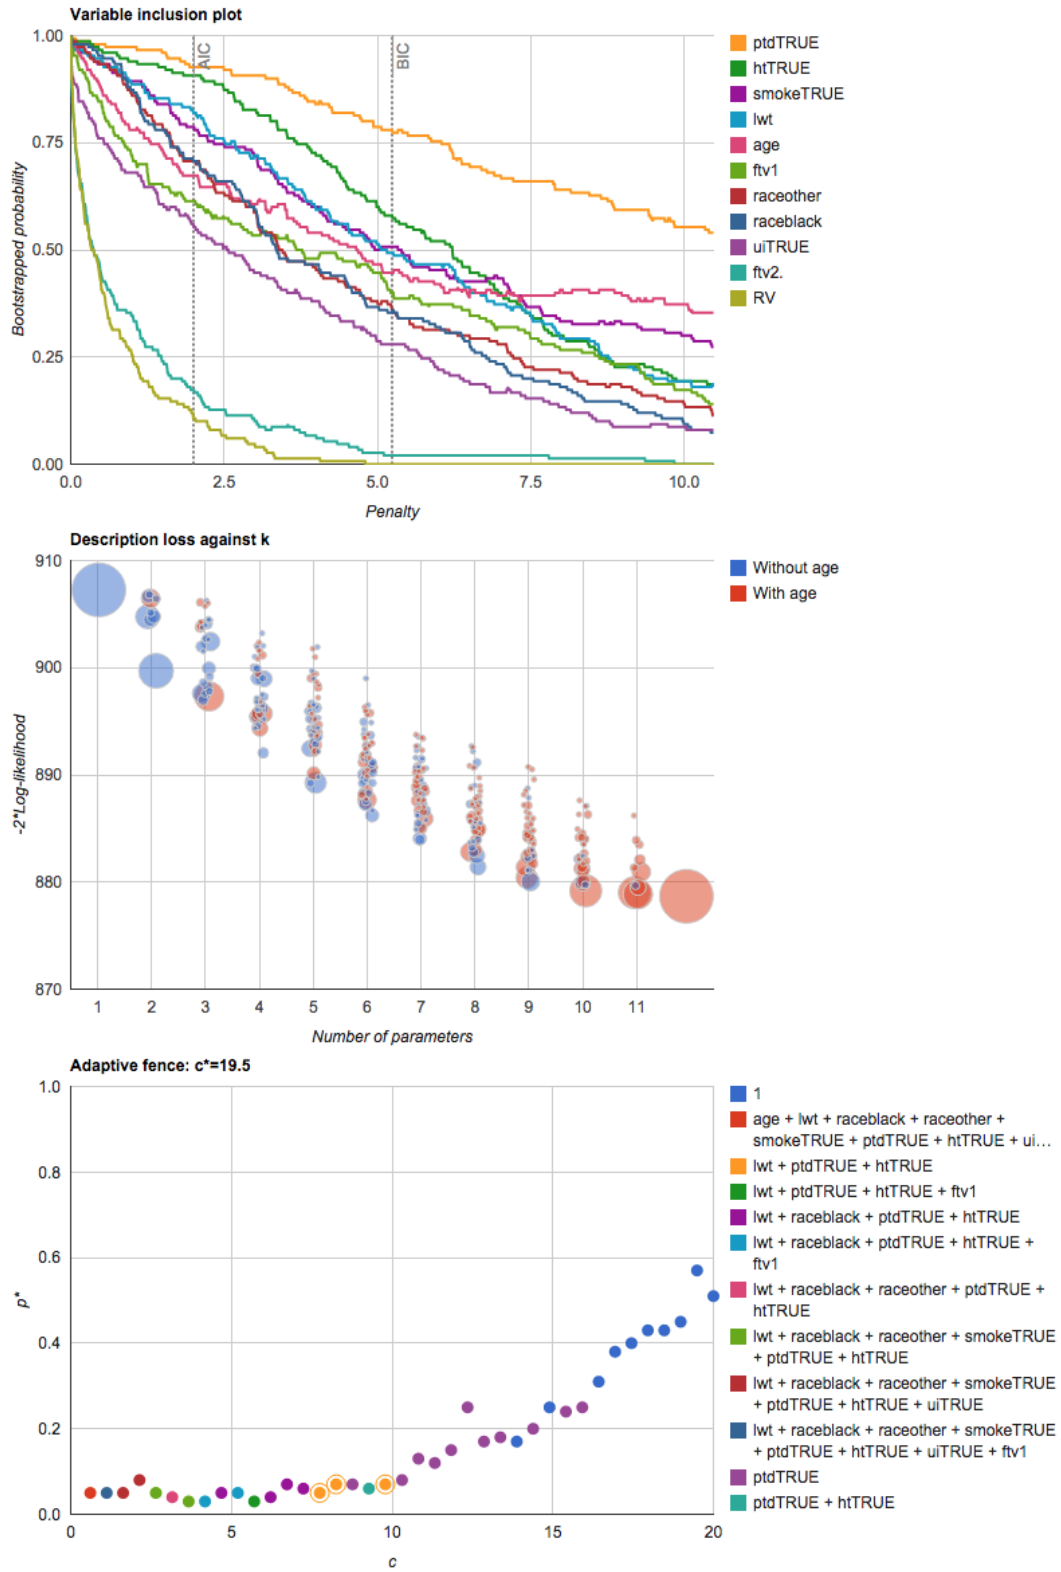 Variable inclusion plot
1.00
0.75
0.50
0.25
0.00
Bootstrapped probability
AIC
BIC
0.0
2.5
5.0
7.5
10.0
Penalty
ptdTRUE
htTRUE
smokeTRUE
lwt
age
ftv1
raceother
raceblack
uiTRUE
ftv2.
RV
Description loss against k
910
900
890
880
870
-2*Log-likelihood
1
2
3
4
5
6
7
8
9
10
11
Number of parameters
Without age
With age
Adaptive fence: c*=19.5
1.0
0.8
0.6
0.4
0.2
0.0
p*
0
5
10
15
20
c
1
age + lwt + raceblack + raceother +
smokeTRUE + ptdTRUE + htTRUE + ui...
lwt + ptdTRUE + htTRUE
lwt + ptdTRUE + htTRUE + ftv1
lwt + raceblack + ptdTRUE + htTRUE
lwt + raceblack + ptdTRUE + htTRUE +
ftv1
lwt + raceblack + raceother + ptdTRUE +
htTRUE
lwt + raceblack + raceother + smokeTRUE
+ ptdTRUE + htTRUE
lwt + raceblack + raceother + smokeTRUE
+ ptdTRUE + htTRUE + uiTRUE
lwt + raceblack + raceother + smokeTRUE
+ ptdTRUE + htTRUE + uiTRUE + ftv1
ptdTRUE
ptdTRUE + htTRUE